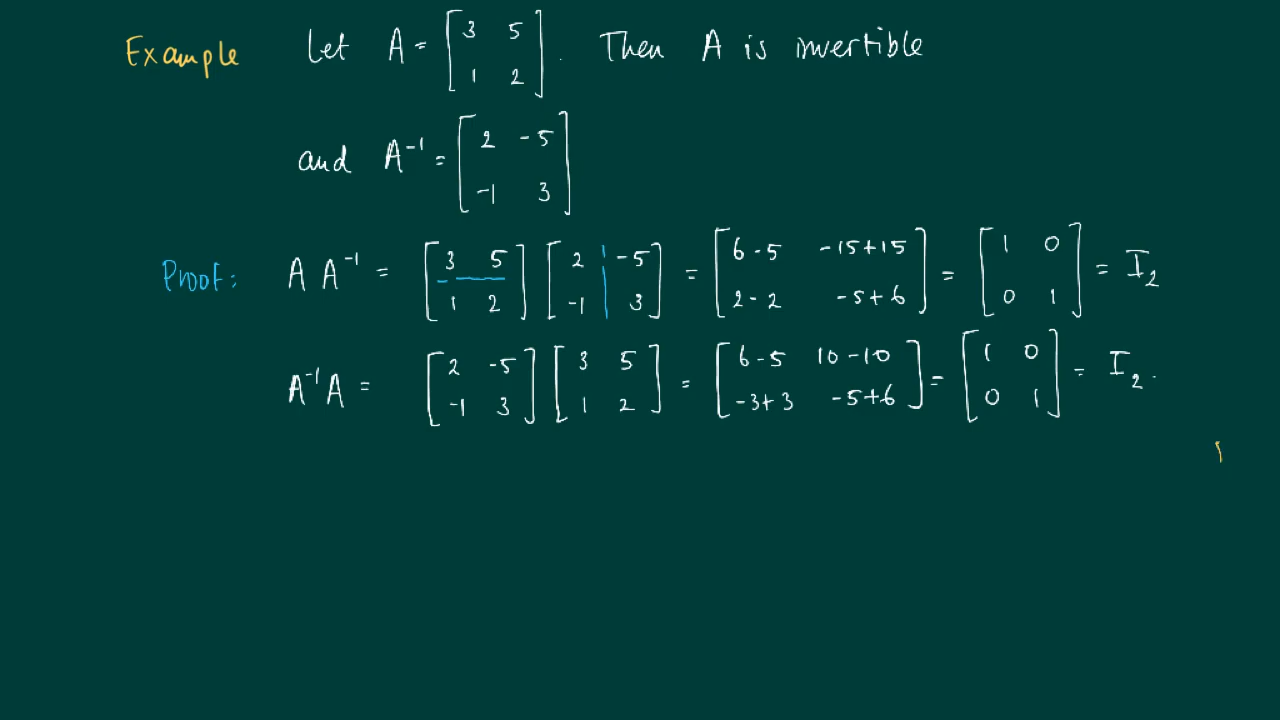 Example Let A = [3 5; 1 2]. Then A is invertible
and A⁻¹ = [2 -5; -1 3]
Proof: A A⁻¹ = [3 5; 1 2] [2 -5; -1 3] = [6-5 -15+15; 2-2 -5+6] = [1 0; 0 1] = I₂
A⁻¹A = [2 -5; -1 3] [3 5; 1 2] = [6-5 10-10; -3+3 -5+6] = [1 0; 0 1] = I₂.